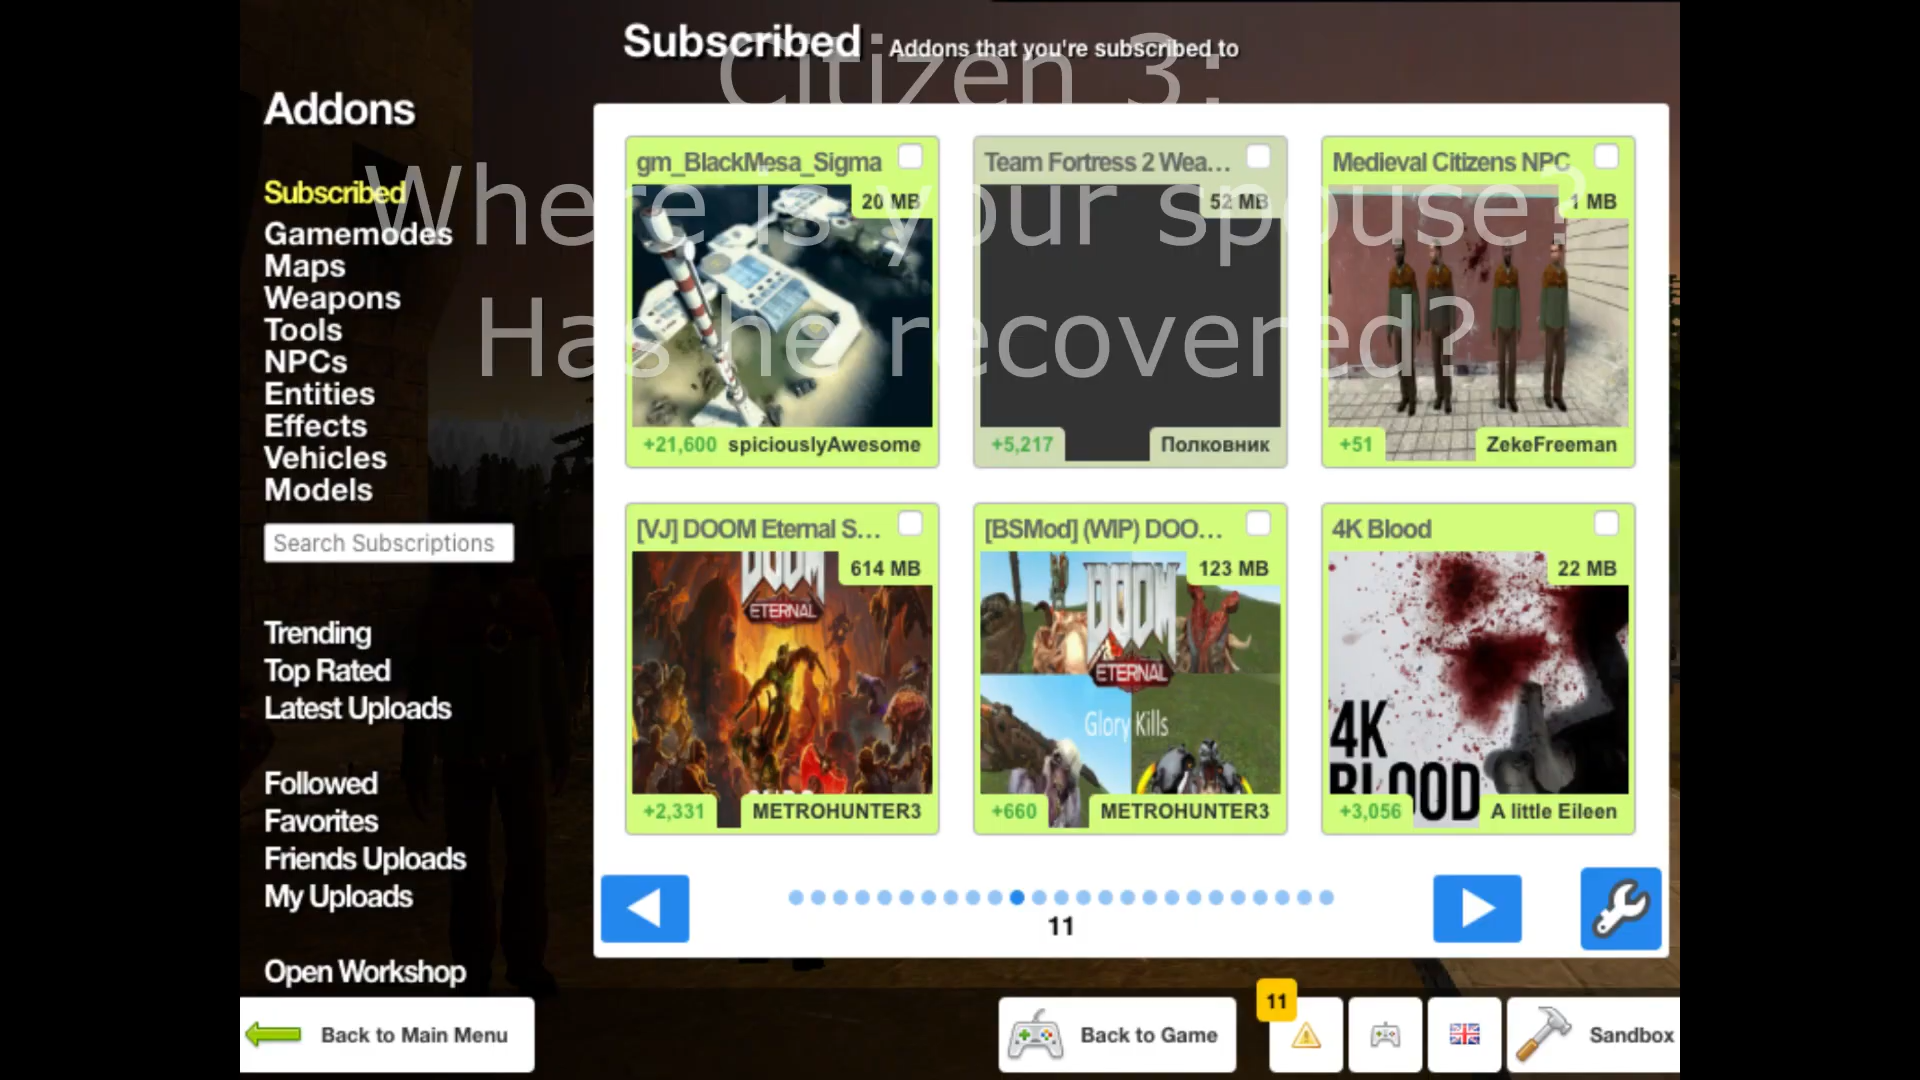 Subscribed Addons that you're subscribed to
Citizen 3:
Where is your spouse?
Has he recovered?
Addons
Subscribed
Gamemodes
Maps
Weapons
Tools
NPCs
Entities
Effects
Vehicles
Models
Search Subscriptions
Trending
Top Rated
Latest Uploads
Followed
Favorites
Friends Uploads
My Uploads
Open Workshop
gm_BlackMesa_Sigma
20 MB
+21,600 spiciouslyAwesome
Team Fortress 2 Wea...
52 MB
+5,217 Полковник
Medieval Citizens NPC
1 MB
+51 ZekeFreeman
[VJ] DOOM Eternal S...
614 MB
DOOM
ETERNAL
+2,331 METROHUNTER3
[BSMod] (WIP) DOO...
123 MB
DOOM
ETERNAL
Glory Kills
+660 METROHUNTER3
4K Blood
22 MB
4K
BLOOD
+3,056 A little Eileen
11
Back to Main Menu
Back to Game
11
Sandbox